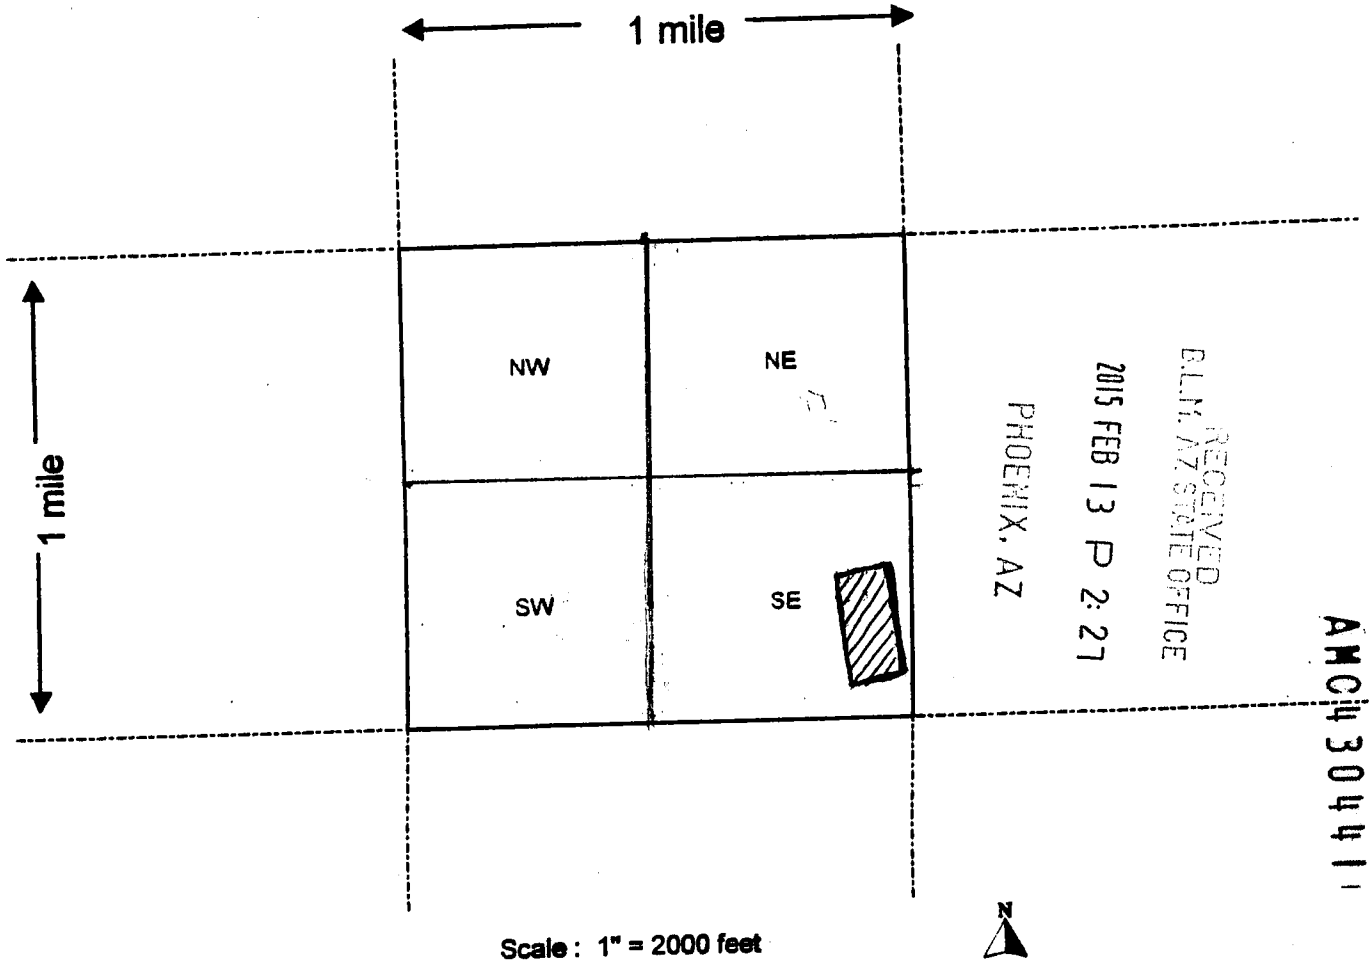 1 mile
1 mile
NW
NE
SW
SE
RECEIVED
B.L.M. AZ STATE OFFICE
2015 FEB 13 P 2:27
PHOENIX, AZ
AMC430441
Scale : 1" = 2000 feet
N